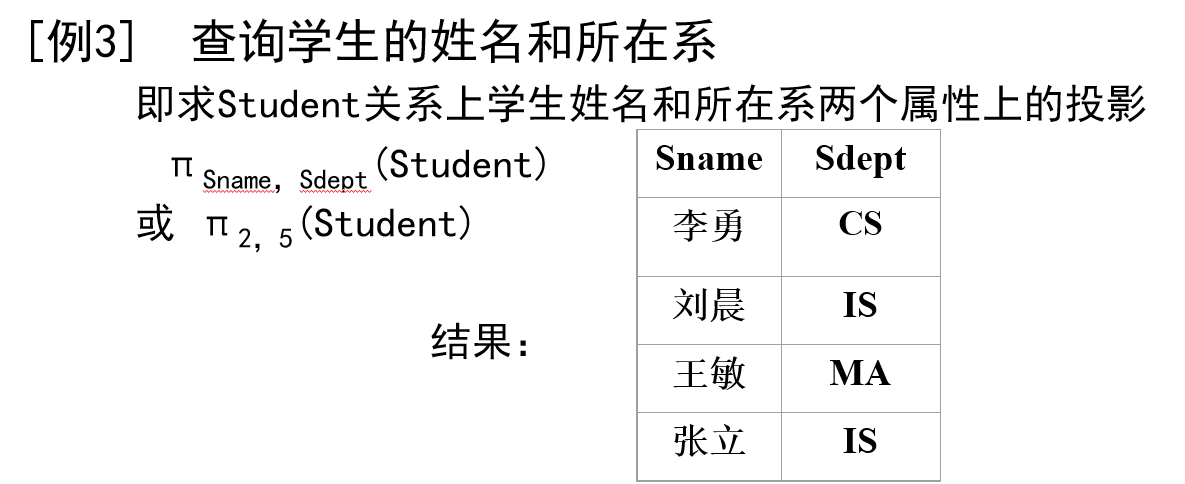 [例3] 查询学生的姓名和所在系
即求Student关系上学生姓名和所在系两个属性上的投影
π Sname, Sdept(Student)
或 π 2, 5(Student)
结果:
Sname Sdept
李勇 CS
刘晨 IS
王敏 MA
张立 IS